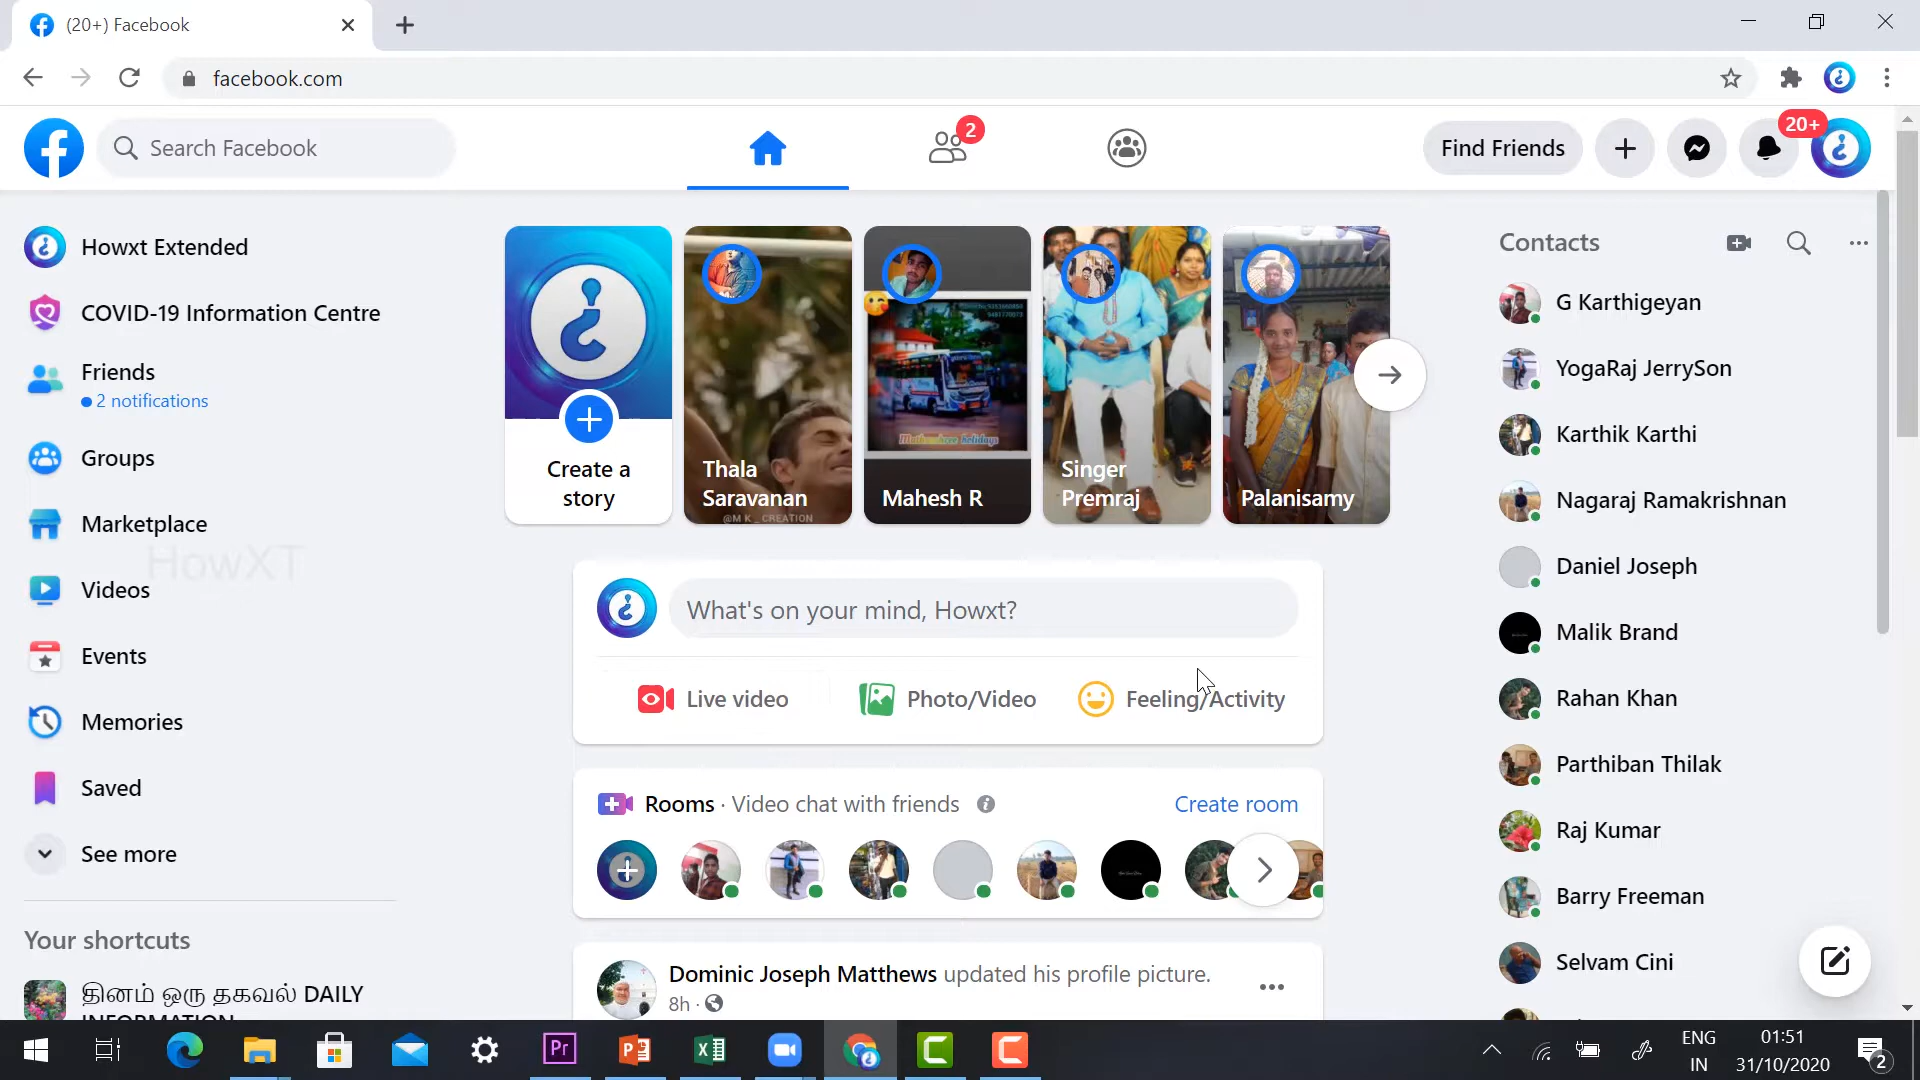 (20+) Facebook
facebook.com
Search Facebook
2
Find Friends
20+
Howxt Extended
COVID-19 Information Centre
Friends
2 notifications
Groups
Marketplace
HowXT
Videos
Events
Memories
Saved
See more
Your shortcuts
தினம் ஒரு தகவல் DAILY
INFORMATION
Create a
story
Thala
Saravanan
@M K _ CREATION
Mahesh R
Singer
Premraj
Palanisamy
What's on your mind, Howxt?
Live video
Photo/Video
Feeling/Activity
Rooms · Video chat with friends
Create room
Dominic Joseph Matthews updated his profile picture.
8h ·
Contacts
G Karthigeyan
YogaRaj JerrySon
Karthik Karthi
Nagaraj Ramakrishnan
Daniel Joseph
Malik Brand
Rahan Khan
Parthiban Thilak
Raj Kumar
Barry Freeman
Selvam Cini
Pr
ENG
IN
01:51
31/10/2020
2